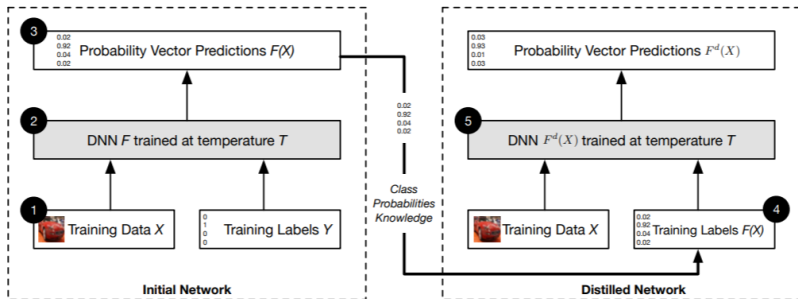 3
0.02
0.92
0.04
0.02
Probability Vector Predictions F(X)
2
DNN F trained at temperature T
1
Training Data X
0
1
0
0
Training Labels Y
Initial Network
0.02
0.92
0.04
0.02
Class
Probabilities
Knowledge
0.03
0.93
0.01
0.03
Probability Vector Predictions F^d(X)
5
DNN F^d(X) trained at temperature T
Training Data X
4
0.02
0.92
0.04
0.02
Training Labels F(X)
Distilled Network